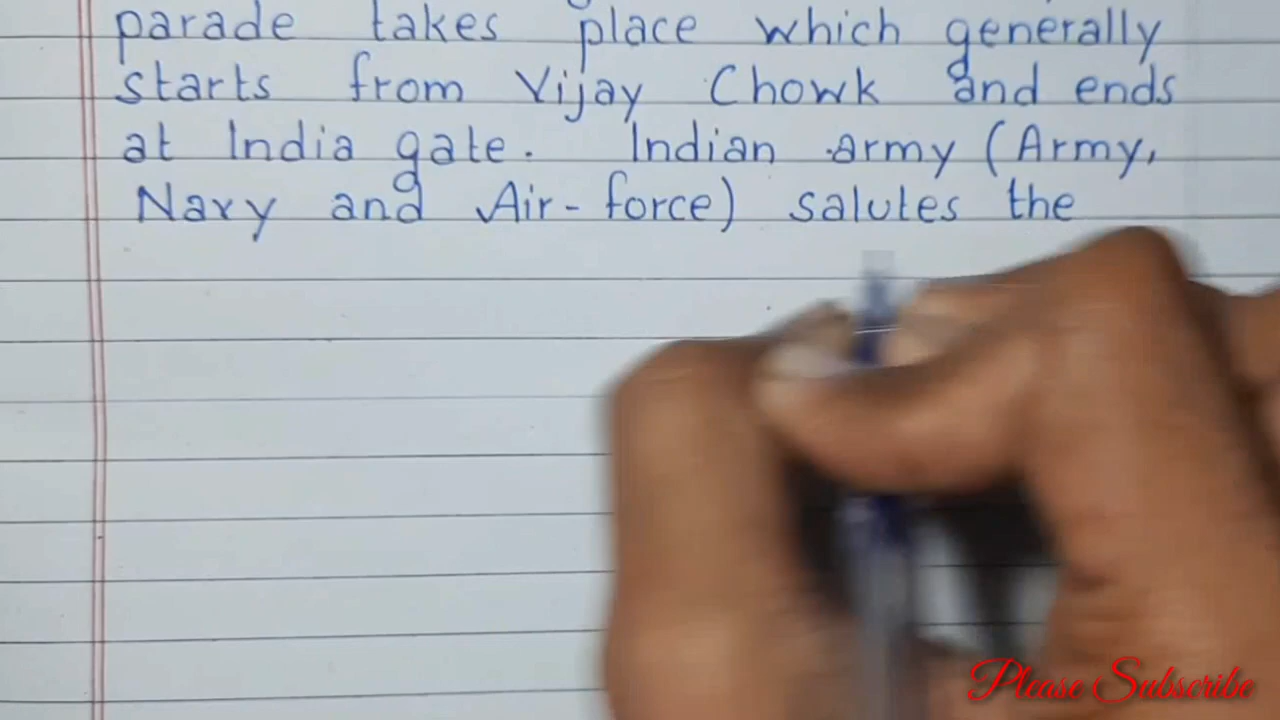 parade takes place which generally
starts from Vijay Chowk and ends
at India gate. Indian army (Army,
Navy and Air-force) salutes the
Please Subscribe